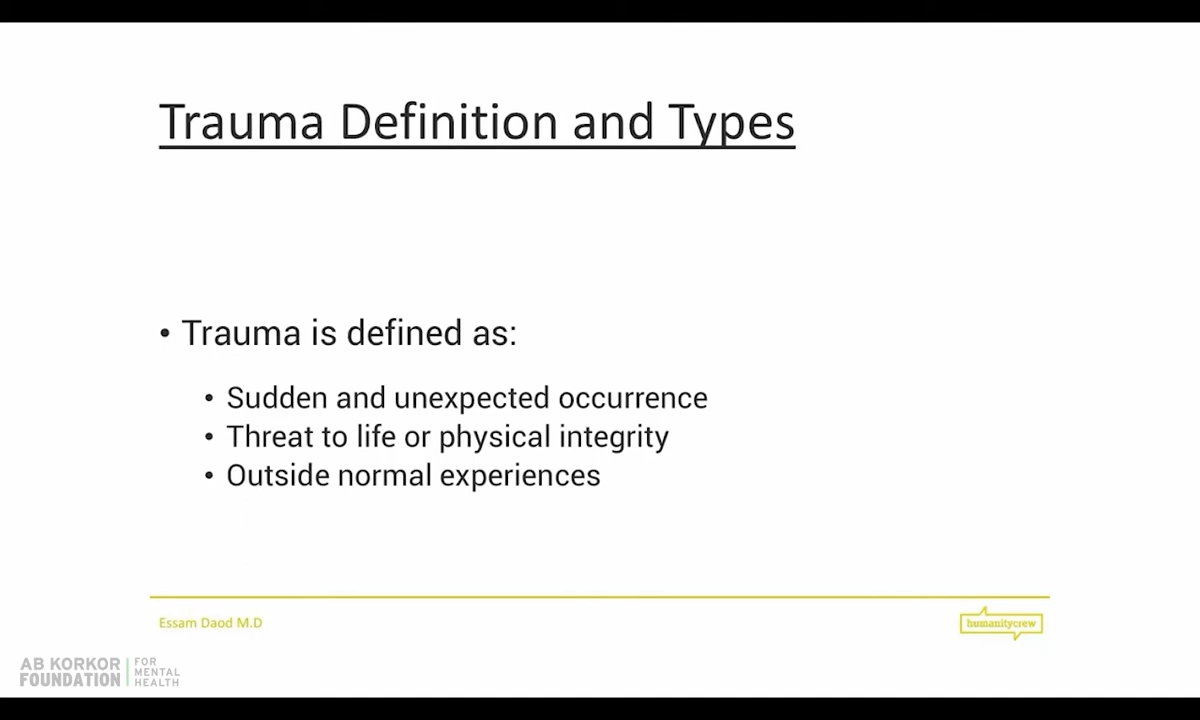 Trauma Definition and Types
• Trauma is defined as:
• Sudden and unexpected occurrence
• Threat to life or physical integrity
• Outside normal experiences
Essam Daod M.D
humanitycrew
AB KORKOR
FOUNDATION
FOR
MENTAL
HEALTH